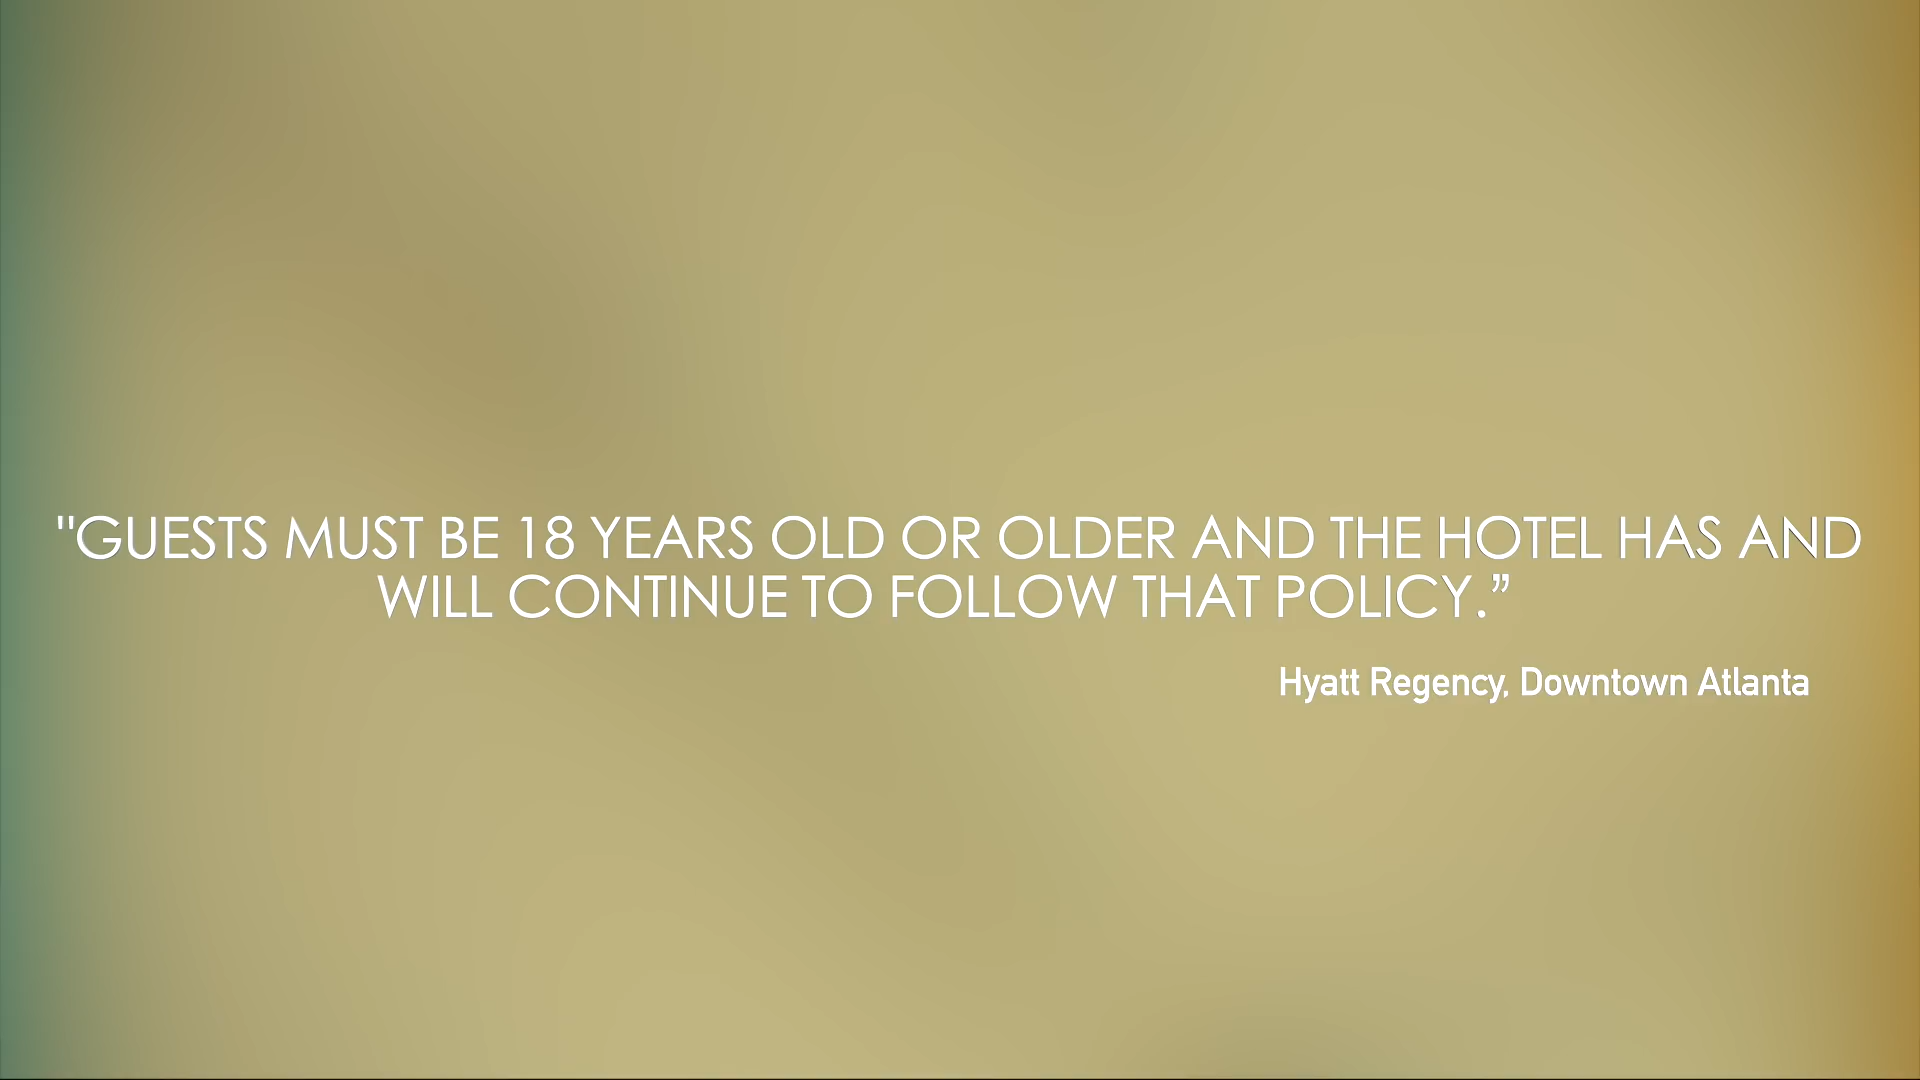 "GUESTS MUST BE 18 YEARS OLD OR OLDER AND THE HOTEL HAS AND
WILL CONTINUE TO FOLLOW THAT POLICY.”
Hyatt Regency, Downtown Atlanta